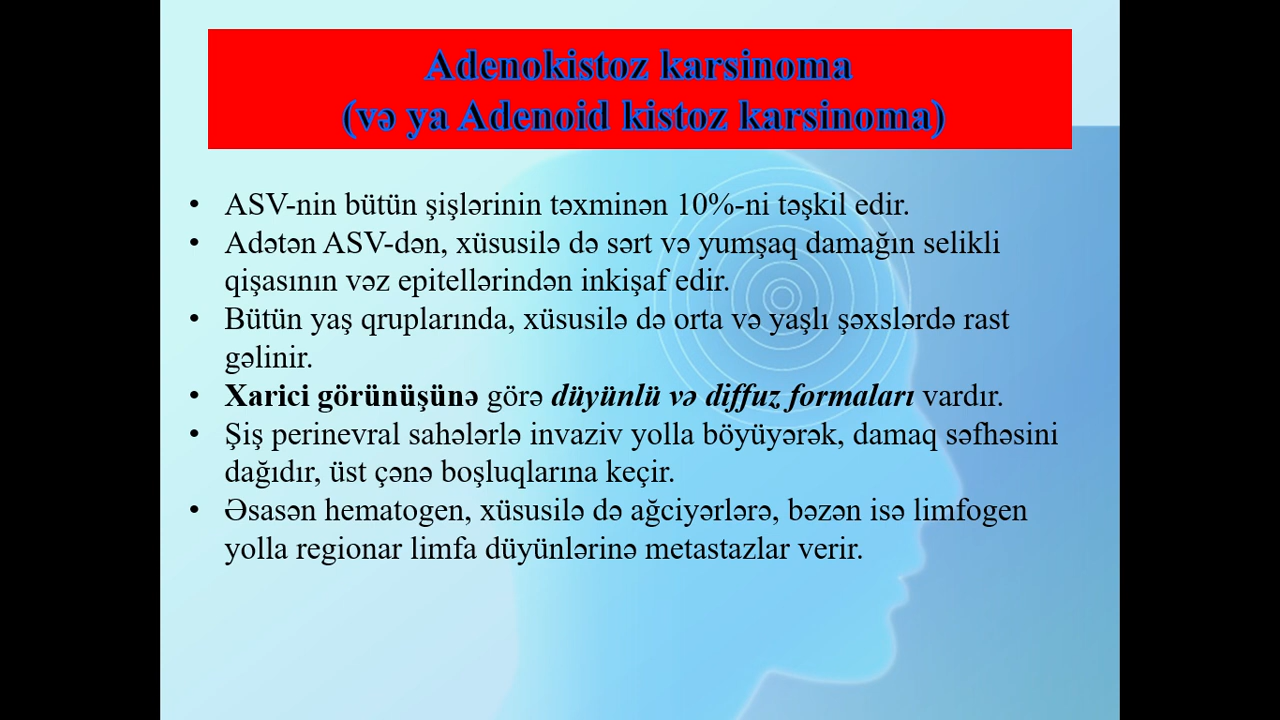 Adenokistoz karsinoma
(və ya Adenoid kistoz karsinoma)
• ASV-nin bütün şişlərinin təxminən 10%-ni təşkil edir.
• Adətən ASV-dən, xüsusilə də sərt və yumşaq damağın selikli
qişasının vəz epitellərindən inkişaf edir.
• Bütün yaş qruplarında, xüsusilə də orta və yaşlı şəxslərdə rast
gəlinir.
• Xarici görünüşünə görə düyünlü və diffuz formaları vardır.
• Şiş perinevral sahələrlə invaziv yolla böyüyərək, damaq səfhəsini
dağıdır, üst çənə boşluqlarına keçir.
• Əsasən hematogen, xüsusilə də ağciyərlərə, bəzən isə limfogen
yolla regionar limfa düyünlərinə metastazlar verir.